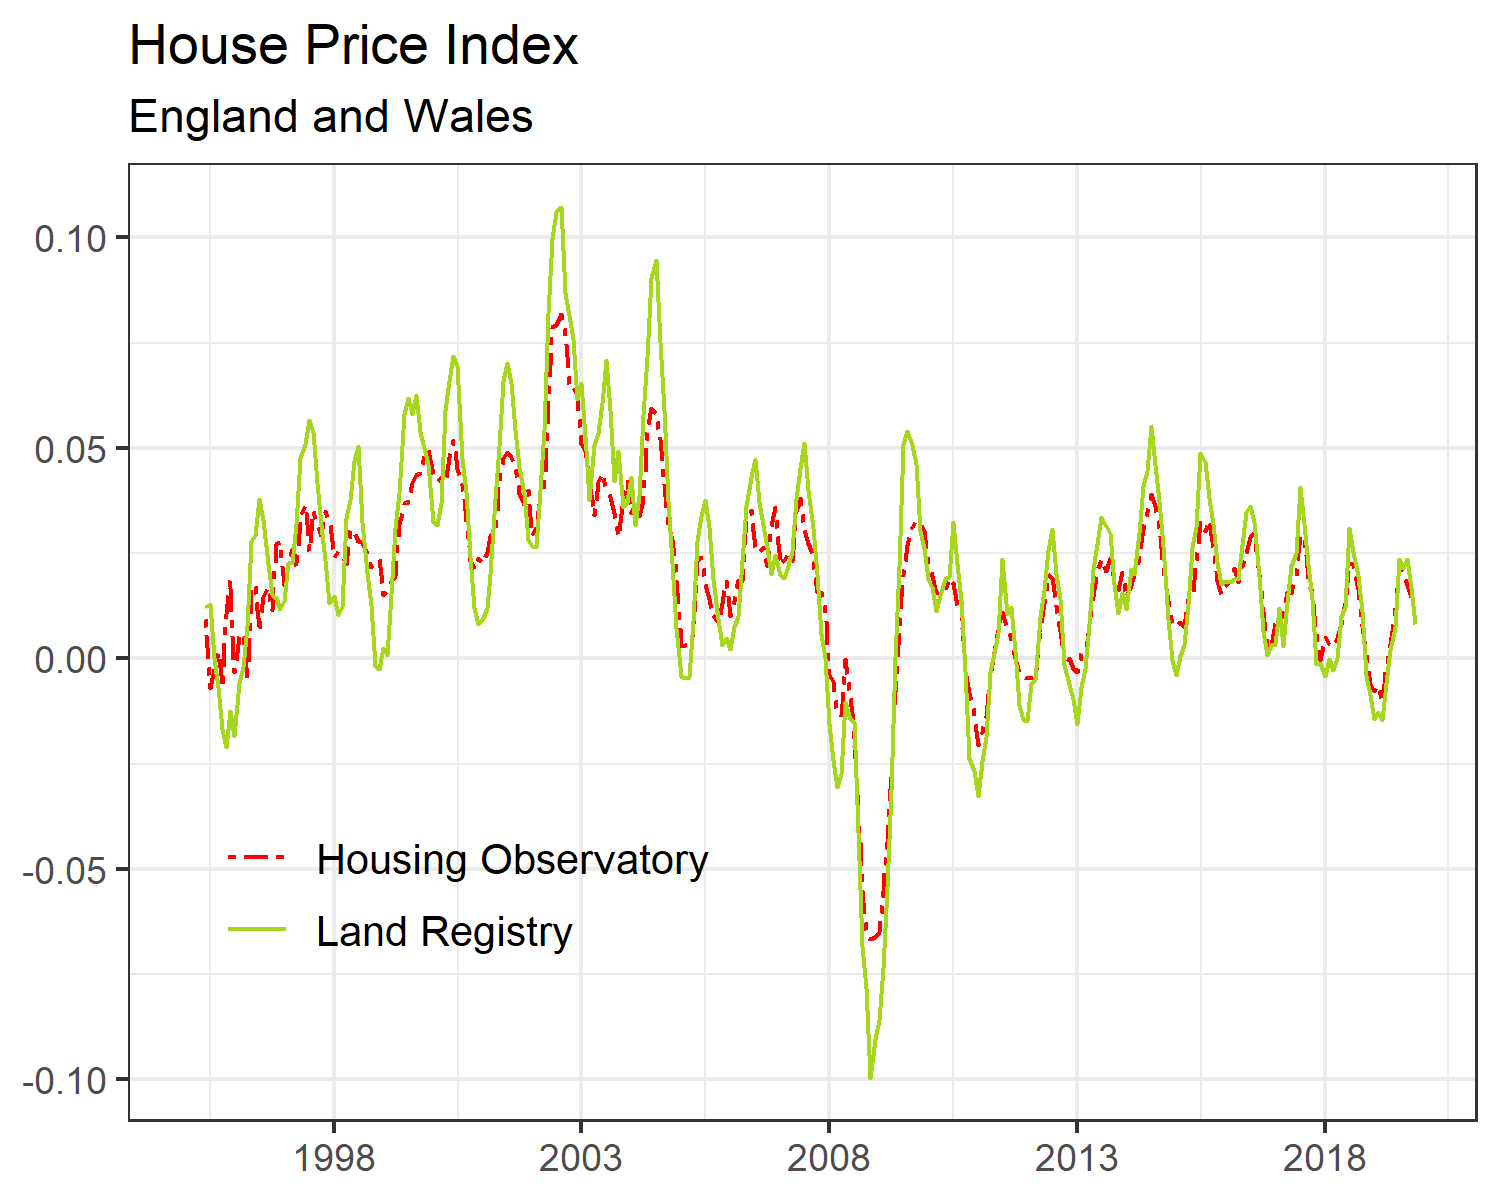 House Price Index
England and Wales
0.10
0.05
0.00
-0.05
-0.10
Housing Observatory
Land Registry
1998 2003 2008 2013 2018